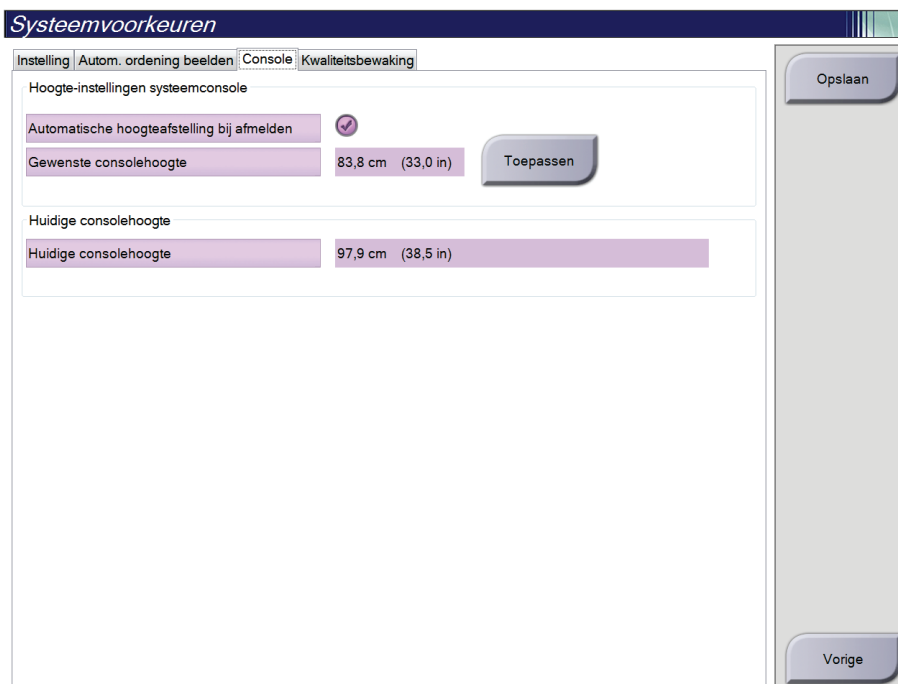 Systeemvoorkeuren
Instelling Autom. ordening beelden Console Kwaliteitsbewaking
Opslaan
Hoogte-instellingen systeemconsole
Automatische hoogteafstelling bij afmelden
Gewenste consolehoogte 83,8 cm (33,0 in) Toepassen
Huidige consolehoogte
Huidige consolehoogte 97,9 cm (38,5 in)
Vorige